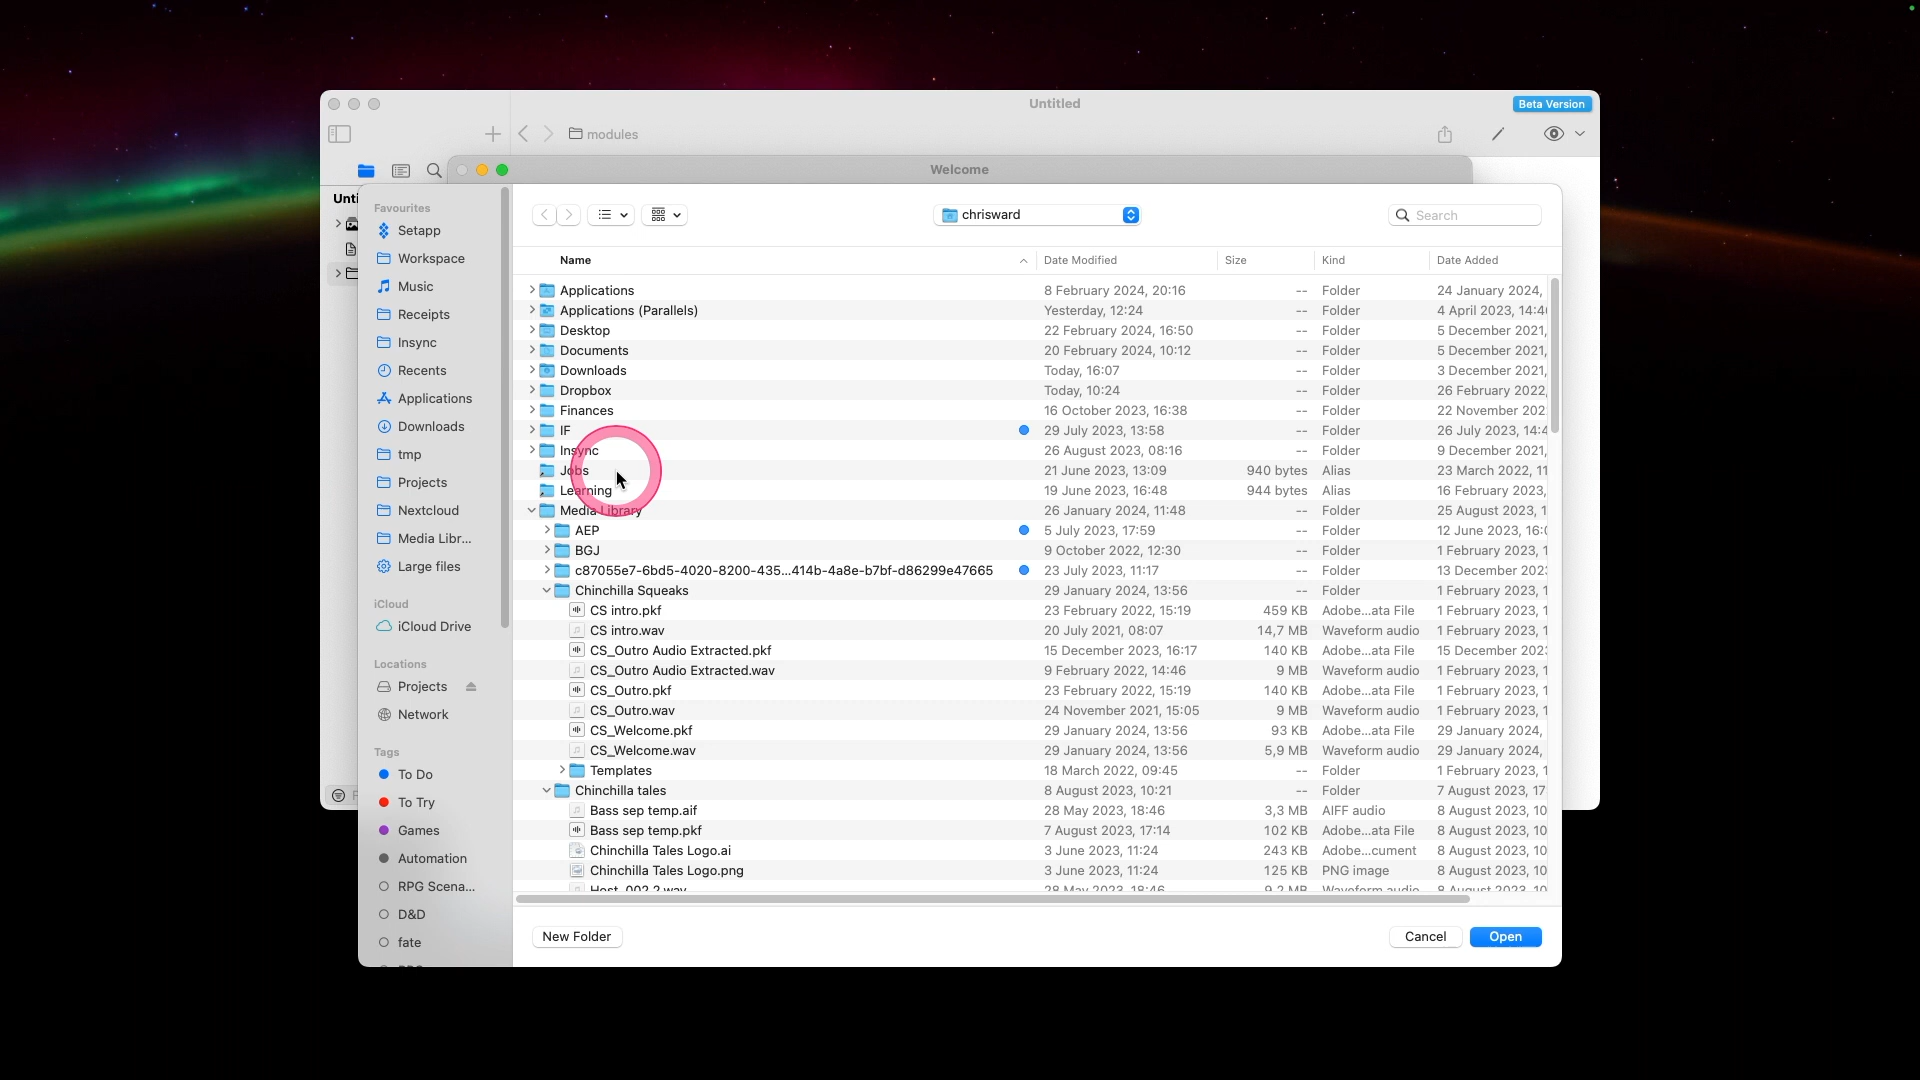 Untitled
Beta Version
modules
Welcome
Unti
Favourites
Setapp
Workspace
Music
Receipts
Insync
Recents
Applications
Downloads
tmp
Projects
Nextcloud
Media Libr...
Large files
iCloud
iCloud Drive
Locations
Projects
Network
Tags
To Do
To Try
Games
Automation
RPG Scena...
D&D
fate
chrisward
Search
Name Date Modified Size Kind Date Added
Applications 8 February 2024, 20:16 -- Folder 24 January 2024,
Applications (Parallels) Yesterday, 12:24 -- Folder 4 April 2023, 14:4
Desktop 22 February 2024, 16:50 -- Folder 5 December 2021,
Documents 20 February 2024, 10:12 -- Folder 5 December 2021,
Downloads Today, 16:07 -- Folder 3 December 2021,
Dropbox Today, 10:24 -- Folder 26 February 2022,
Finances 16 October 2023, 16:38 -- Folder 22 November 202
IF 29 July 2023, 13:58 -- Folder 26 July 2023, 14:4
Insync 26 August 2023, 08:16 -- Folder 9 December 2021,
Jobs 21 June 2023, 13:09 940 bytes Alias 23 March 2022, 11
Learning 19 June 2023, 16:48 944 bytes Alias 16 February 2023,
Media Library 26 January 2024, 11:48 -- Folder 25 August 2023, 1
AEP 5 July 2023, 17:59 -- Folder 12 June 2023, 16:
BGJ 9 October 2022, 12:30 -- Folder 1 February 2023, 1
c87055e7-6bd5-4020-8200-435...414b-4a8e-b7bf-d86299e47665 23 July 2023, 11:17 -- Folder 13 December 202
Chinchilla Squeaks 29 January 2024, 13:56 -- Folder 1 February 2023, 1
CS intro.pkf 23 February 2022, 15:19 459 KB Adobe...ata File 1 February 2023, 1
CS intro.wav 20 July 2021, 08:07 14,7 MB Waveform audio 1 February 2023, 1
CS_Outro Audio Extracted.pkf 15 December 2023, 16:17 140 KB Adobe...ata File 15 December 202
CS_Outro Audio Extracted.wav 9 February 2022, 14:46 9 MB Waveform audio 1 February 2023, 1
CS_Outro.pkf 23 February 2022, 15:19 140 KB Adobe...ata File 1 February 2023, 1
CS_Outro.wav 24 November 2021, 15:05 9 MB Waveform audio 1 February 2023, 1
CS_Welcome.pkf 29 January 2024, 13:56 93 KB Adobe...ata File 29 January 2024,
CS_Welcome.wav 29 January 2024, 13:56 5,9 MB Waveform audio 29 January 2024,
Templates 18 March 2022, 09:45 -- Folder 1 February 2023, 1
Chinchilla tales 8 August 2023, 10:21 -- Folder 7 August 2023, 17
Bass sep temp.aif 28 May 2023, 18:46 3,3 MB AIFF audio 8 August 2023, 10
Bass sep temp.pkf 7 August 2023, 17:14 102 KB Adobe...ata File 8 August 2023, 10
Chinchilla Tales Logo.ai 3 June 2023, 11:24 243 KB Adobe...cument 8 August 2023, 10
Chinchilla Tales Logo.png 3 June 2023, 11:24 125 KB PNG image 8 August 2023, 10
Host_002 2.wav 28 May 2023, 18:46 9,2 MB Waveform audio 8 August 2023, 10
New Folder
Cancel
Open